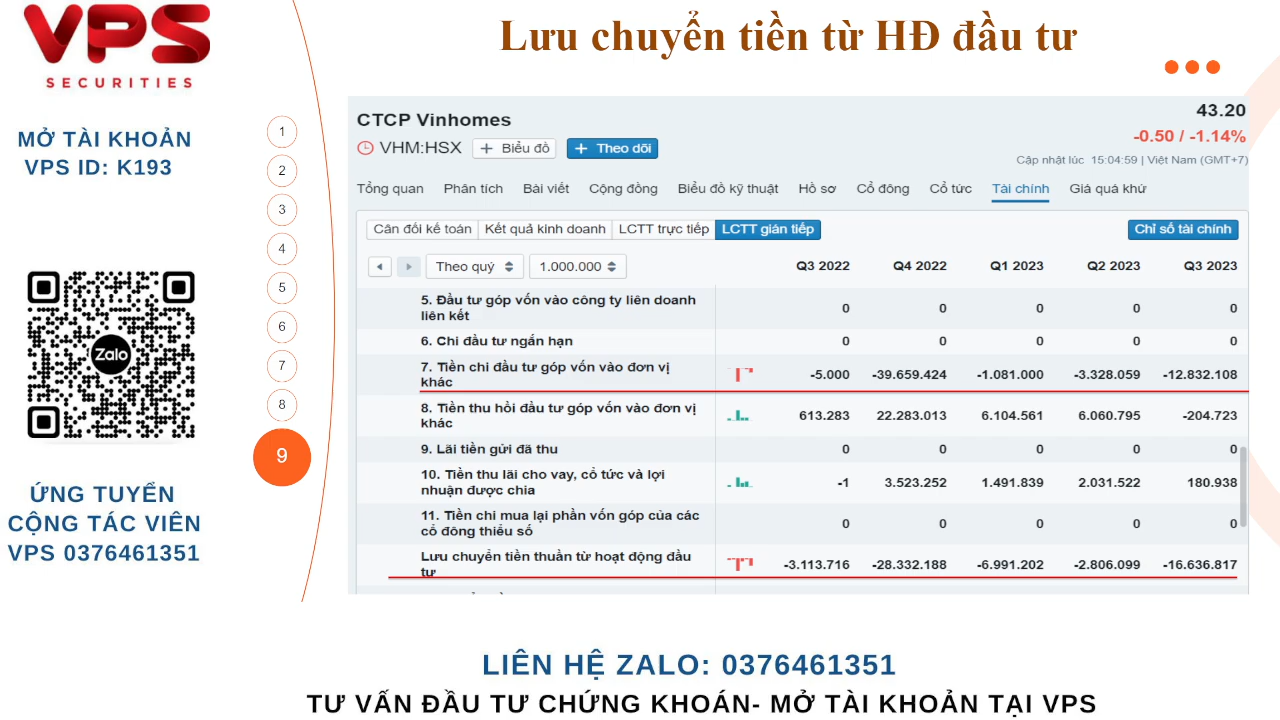 VPS
SECURITIES
MỞ TÀI KHOẢN
VPS ID: K193
Zalo
ỨNG TUYỂN
CỘNG TÁC VIÊN
VPS 0376461351
1
2
3
4
5
6
7
8
9
Lưu chuyển tiền từ HĐ đầu tư
CTCP Vinhomes
43.20
VHM:HSX + Biểu đồ + Theo dõi
-0.50 / -1.14%
Cập nhật lúc 15:04:59 | Việt Nam (GMT+7)
Tổng quan Phân tích Bài viết Cộng đồng Biểu đồ kỹ thuật Hồ sơ Cổ đông Cổ tức Tài chính Giá quá khứ
Cân đối kế toán Kết quả kinh doanh LCTT trực tiếp LCTT gián tiếp Chỉ số tài chính
Theo quý 1.000.000 Q3 2022 Q4 2022 Q1 2023 Q2 2023 Q3 2023
5. Đầu tư góp vốn vào công ty liên doanh
liên kết 0 0 0 0 0
6. Chi đầu tư ngắn hạn 0 0 0 0 0
7. Tiền chi đầu tư góp vốn vào đơn vị
khác -5.000 -39.659.424 -1.081.000 -3.328.059 -12.832.108
8. Tiền thu hồi đầu tư góp vốn vào đơn vị
khác 613.283 22.283.013 6.104.561 6.060.795 -204.723
9. Lãi tiền gửi đã thu 0 0 0 0 0
10. Tiền thu lãi cho vay, cổ tức và lợi
nhuận được chia -1 3.523.252 1.491.839 2.031.522 180.938
11. Tiền chi mua lại phần vốn góp của các
cổ đông thiểu số 0 0 0 0 0
Lưu chuyển tiền thuần từ hoạt động đầu
tư -3.113.716 -28.332.188 -6.991.202 -2.806.099 -16.636.817
LIÊN HỆ ZALO: 0376461351
TƯ VẤN ĐẦU TƯ CHỨNG KHOÁN- MỞ TÀI KHOẢN TẠI VPS